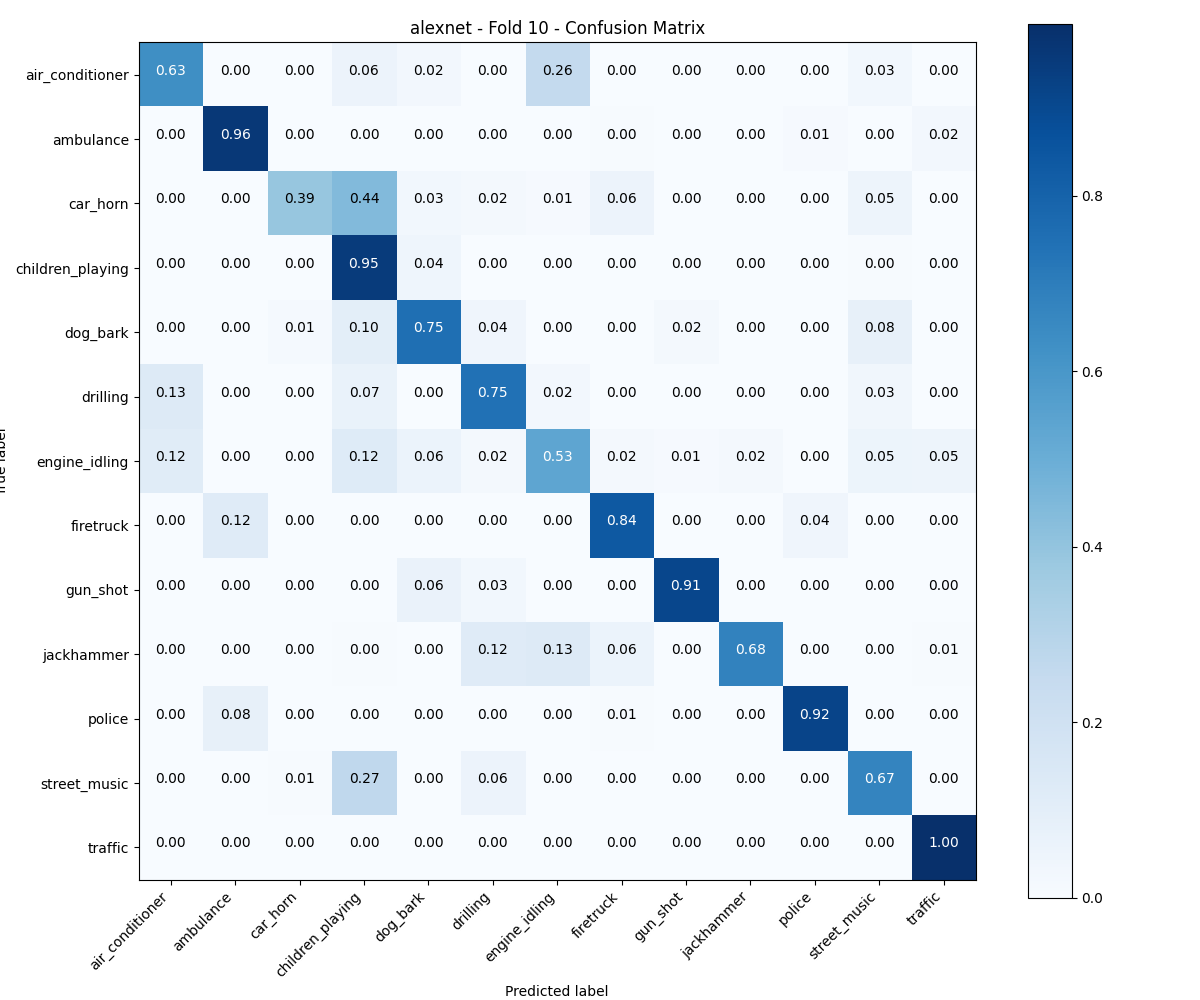 alexnet - Fold 10 - Confusion Matrix
air_conditioner 0.63 0.00 0.00 0.06 0.02 0.00 0.26 0.00 0.00 0.00 0.00 0.03 0.00
ambulance 0.00 0.96 0.00 0.00 0.00 0.00 0.00 0.00 0.00 0.00 0.01 0.00 0.02
car_horn 0.00 0.00 0.39 0.44 0.03 0.02 0.01 0.06 0.00 0.00 0.00 0.05 0.00
children_playing 0.00 0.00 0.00 0.95 0.04 0.00 0.00 0.00 0.00 0.00 0.00 0.00 0.00
dog_bark 0.00 0.00 0.01 0.10 0.75 0.04 0.00 0.00 0.02 0.00 0.00 0.08 0.00
drilling 0.13 0.00 0.00 0.07 0.00 0.75 0.02 0.00 0.00 0.00 0.00 0.03 0.00
engine_idling 0.12 0.00 0.00 0.12 0.06 0.02 0.53 0.02 0.01 0.02 0.00 0.05 0.05
firetruck 0.00 0.12 0.00 0.00 0.00 0.00 0.00 0.84 0.00 0.00 0.04 0.00 0.00
gun_shot 0.00 0.00 0.00 0.00 0.06 0.03 0.00 0.00 0.91 0.00 0.00 0.00 0.00
jackhammer 0.00 0.00 0.00 0.00 0.00 0.12 0.13 0.06 0.00 0.68 0.00 0.00 0.01
police 0.00 0.08 0.00 0.00 0.00 0.00 0.00 0.01 0.00 0.00 0.92 0.00 0.00
street_music 0.00 0.00 0.01 0.27 0.00 0.06 0.00 0.00 0.00 0.00 0.00 0.67 0.00
traffic 0.00 0.00 0.00 0.00 0.00 0.00 0.00 0.00 0.00 0.00 0.00 0.00 1.00
air_conditioner ambulance car_horn children_playing dog_bark drilling engine_idling firetruck gun_shot jackhammer police street_music traffic
Predicted label
0.8
0.6
0.4
0.2
0.0